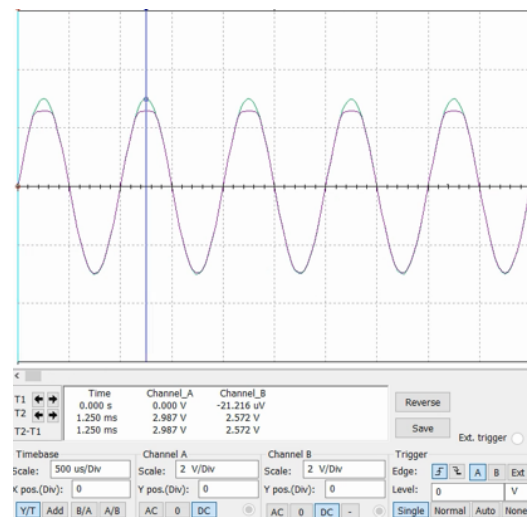 <
T1
T2
T2-T1
Time Channel_A Channel_B
0.000 s 0.000 V -21.216 uV
1.250 ms 2.987 V 2.572 V
1.250 ms 2.987 V 2.572 V
Reverse
Save
Ext. trigger
Timebase
Scale: 500 us/Div
X pos.(Div): 0
Y/T Add B/A A/B
Channel A
Scale: 2 V/Div
Y pos.(Div): 0
AC 0 DC
Channel B
Scale: 2 V/Div
Y pos.(Div): 0
AC 0 DC -
Trigger
Edge: A B Ext
Level: 0 V
Single Normal Auto None